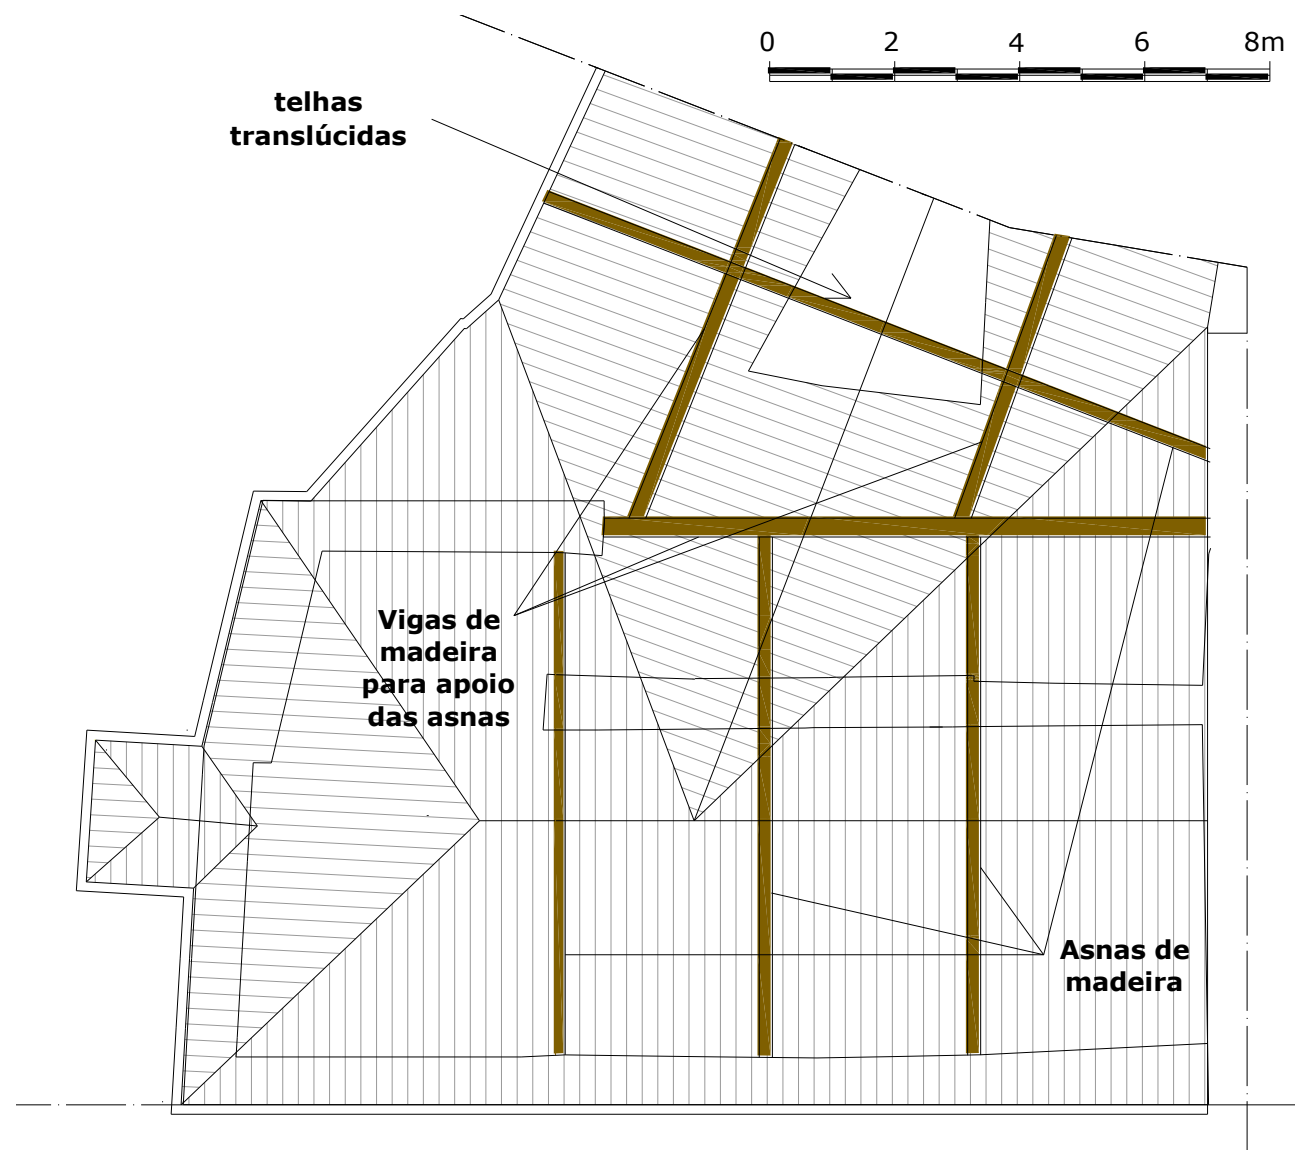 0 2 4 6 8m
telhas
translúcidas
Vigas de
madeira
para apoio
das asnas
Asnas de
madeira